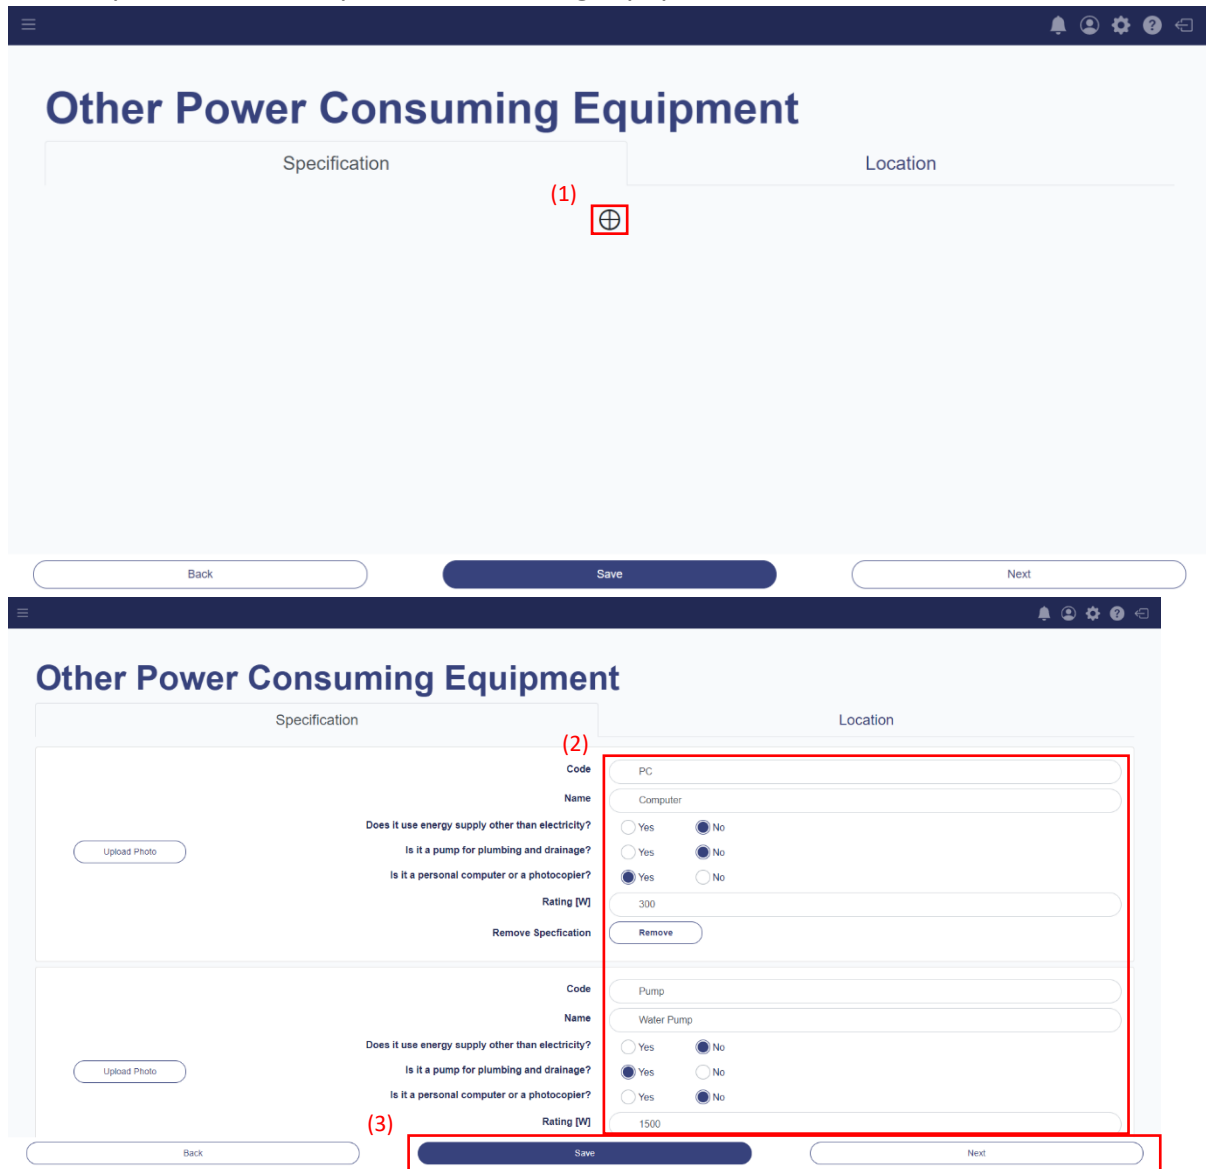 Other Power Consuming Equipment
Specification Location
(1)
Back Save Next
Other Power Consuming Equipment
Specification Location
(2)
Code PC
Name Computer
Does it use energy supply other than electricity? Yes No
Upload Photo Is it a pump for plumbing and drainage? Yes No
Is it a personal computer or a photocopier? Yes No
Rating [W] 300
Remove Specfication Remove
Code Pump
Name Water Pump
Does it use energy supply other than electricity? Yes No
Upload Photo Is it a pump for plumbing and drainage? Yes No
Is it a personal computer or a photocopier? Yes No
Rating [W] 1500
(3)
Back Save Next